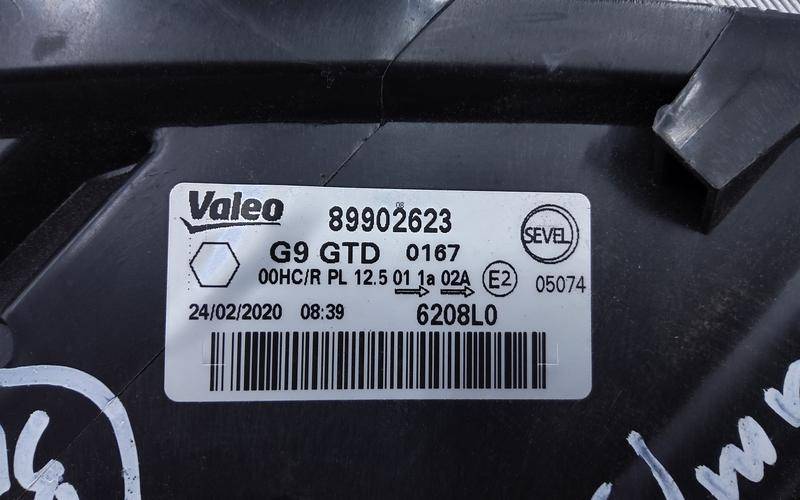 Valeo 89902623
G9 GTD 0167
SEVEL
00HC/R PL 12.5 01 1a 02A E2 05074
24/02/2020 08:39 6208L0